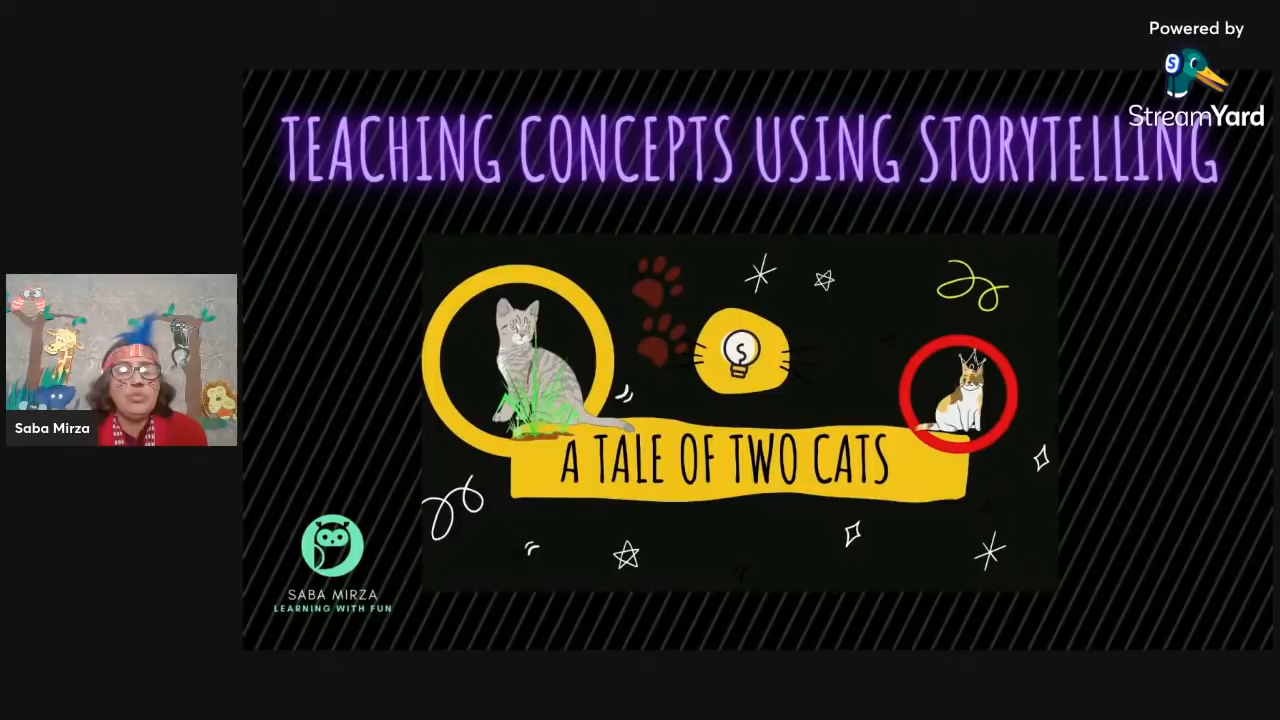 Powered by
StreamYard
TEACHING CONCEPTS USING STORYTELLING
A TALE OF TWO CATS
Saba Mirza
SABA MIRZA
LEARNING WITH FUN